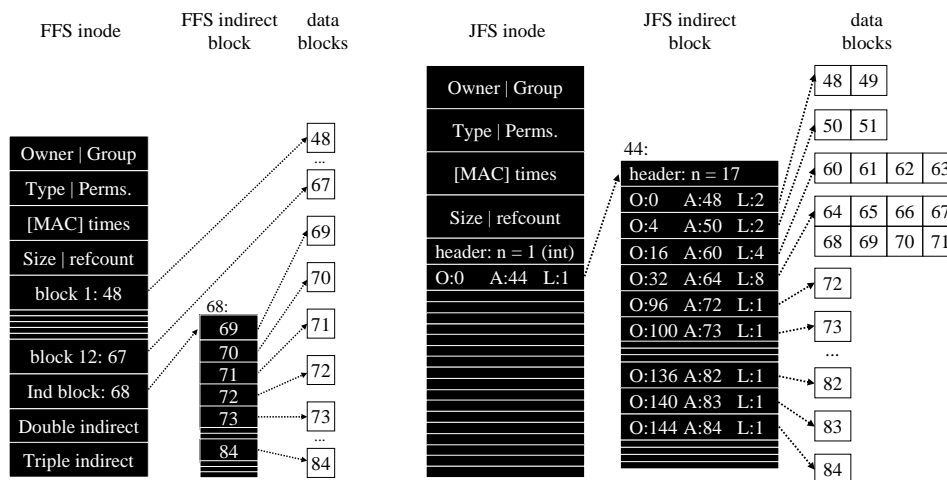 FFS inode
FFS indirect
block
data
blocks
Owner | Group
Type | Perms.
[MAC] times
Size | refcount
block 1: 48
block 12: 67
Ind block: 68
Double indirect
Triple indirect
68:
69
70
71
72
73
84
48
...
67
69
70
71
72
73
...
84
JFS inode
JFS indirect
block
data
blocks
Owner | Group
Type | Perms.
[MAC] times
Size | refcount
header: n = 1 (int)
O:0 A:44 L:1
44:
header: n = 17
O:0 A:48 L:2
O:4 A:50 L:2
O:16 A:60 L:4
O:32 A:64 L:8
O:96 A:72 L:1
O:100 A:73 L:1
O:136 A:82 L:1
O:140 A:83 L:1
O:144 A:84 L:1
48 49
50 51
60 61 62 63
64 65 66 67
68 69 70 71
72
73
...
82
83
84